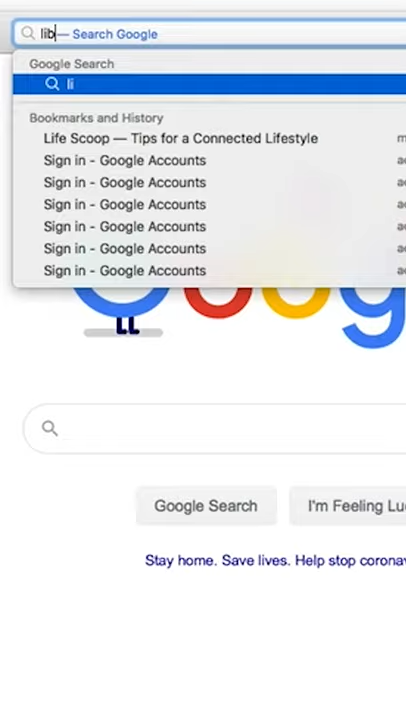 lib — Search Google
Google Search
li
Bookmarks and History
Life Scoop — Tips for a Connected Lifestyle
Sign in - Google Accounts
Sign in - Google Accounts
Sign in - Google Accounts
Sign in - Google Accounts
Sign in - Google Accounts
Sign in - Google Accounts
Google Search I'm Feeling Lu
Stay home. Save lives. Help stop corona